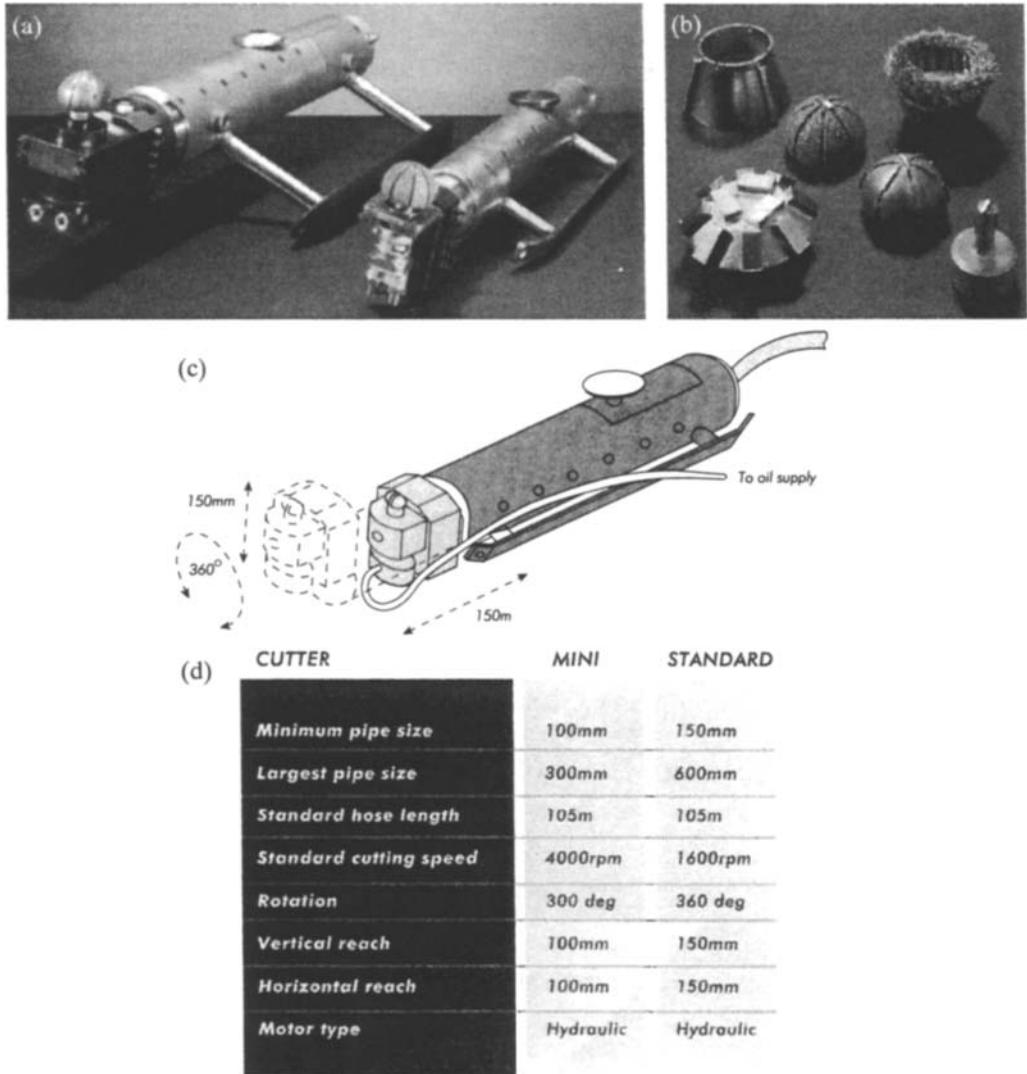 (a)
(b)
(c)
150mm
360°
To oil supply
150m
(d)
CUTTER MINI STANDARD
Minimum pipe size 100mm 150mm
Largest pipe size 300mm 600mm
Standard hose length 105m 105m
Standard cutting speed 4000rpm 1600rpm
Rotation 300 deg 360 deg
Vertical reach 100mm 150mm
Horizontal reach 100mm 150mm
Motor type Hydraulic Hydraulic